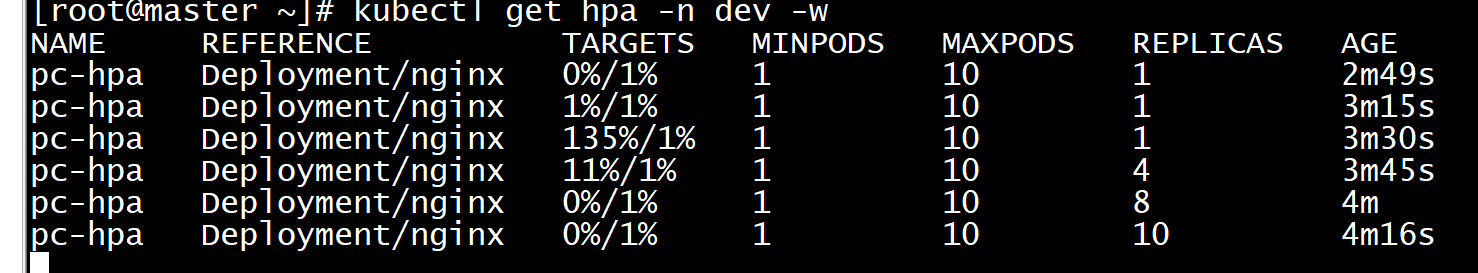 [root@master ~]# kubectl get hpa -n dev -w
NAME REFERENCE TARGETS MINPODS MAXPODS REPLICAS AGE
pc-hpa Deployment/nginx 0%/1% 1 10 1 2m49s
pc-hpa Deployment/nginx 1%/1% 1 10 1 3m15s
pc-hpa Deployment/nginx 135%/1% 1 10 1 3m30s
pc-hpa Deployment/nginx 11%/1% 1 10 4 3m45s
pc-hpa Deployment/nginx 0%/1% 1 10 8 4m
pc-hpa Deployment/nginx 0%/1% 1 10 10 4m16s